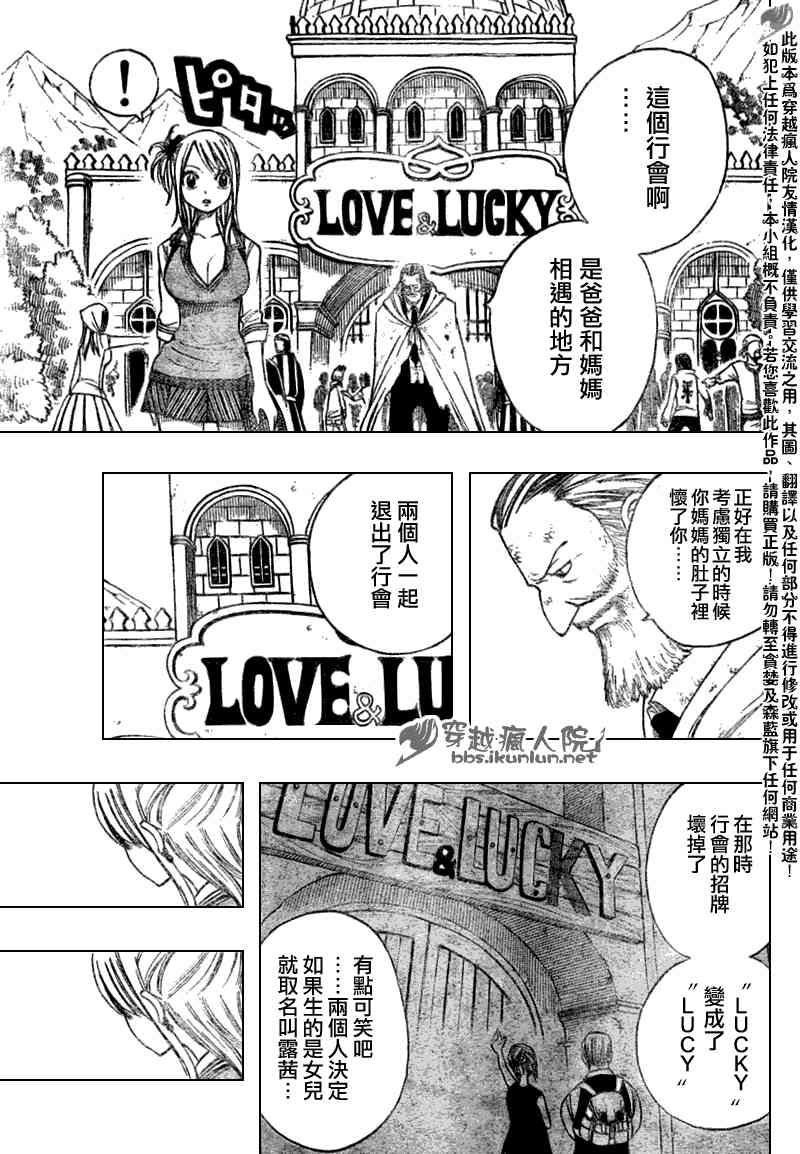 這個行會啊
……
是爸爸和媽媽
相遇的地方
！
ピタッ
LOVE & LUCKY
正好在我
考慮獨立的時候
你媽媽的肚子裡
懷了你……
兩個人一起
退出了行會
LOVE & LU
在那時
行會的招牌
壞掉了
“LUCKY”
變成了
“LUCY”
LOVE & LUCKY
有點可笑吧
……兩個人決定
如果生的是女兒
就取名叫露茜…
穿越瘋人院
bbs.ikunlun.net
此版本爲穿越瘋人院友情漢化，僅供學習交流之用，其圖、翻譯以及任何部分不得進行修改或用于任何商業用途！
如犯上任何法律責任，本小組概不負責。若您喜歡此作品，請購買正版！請勿轉至貪婪及森藍旗下任何網站！